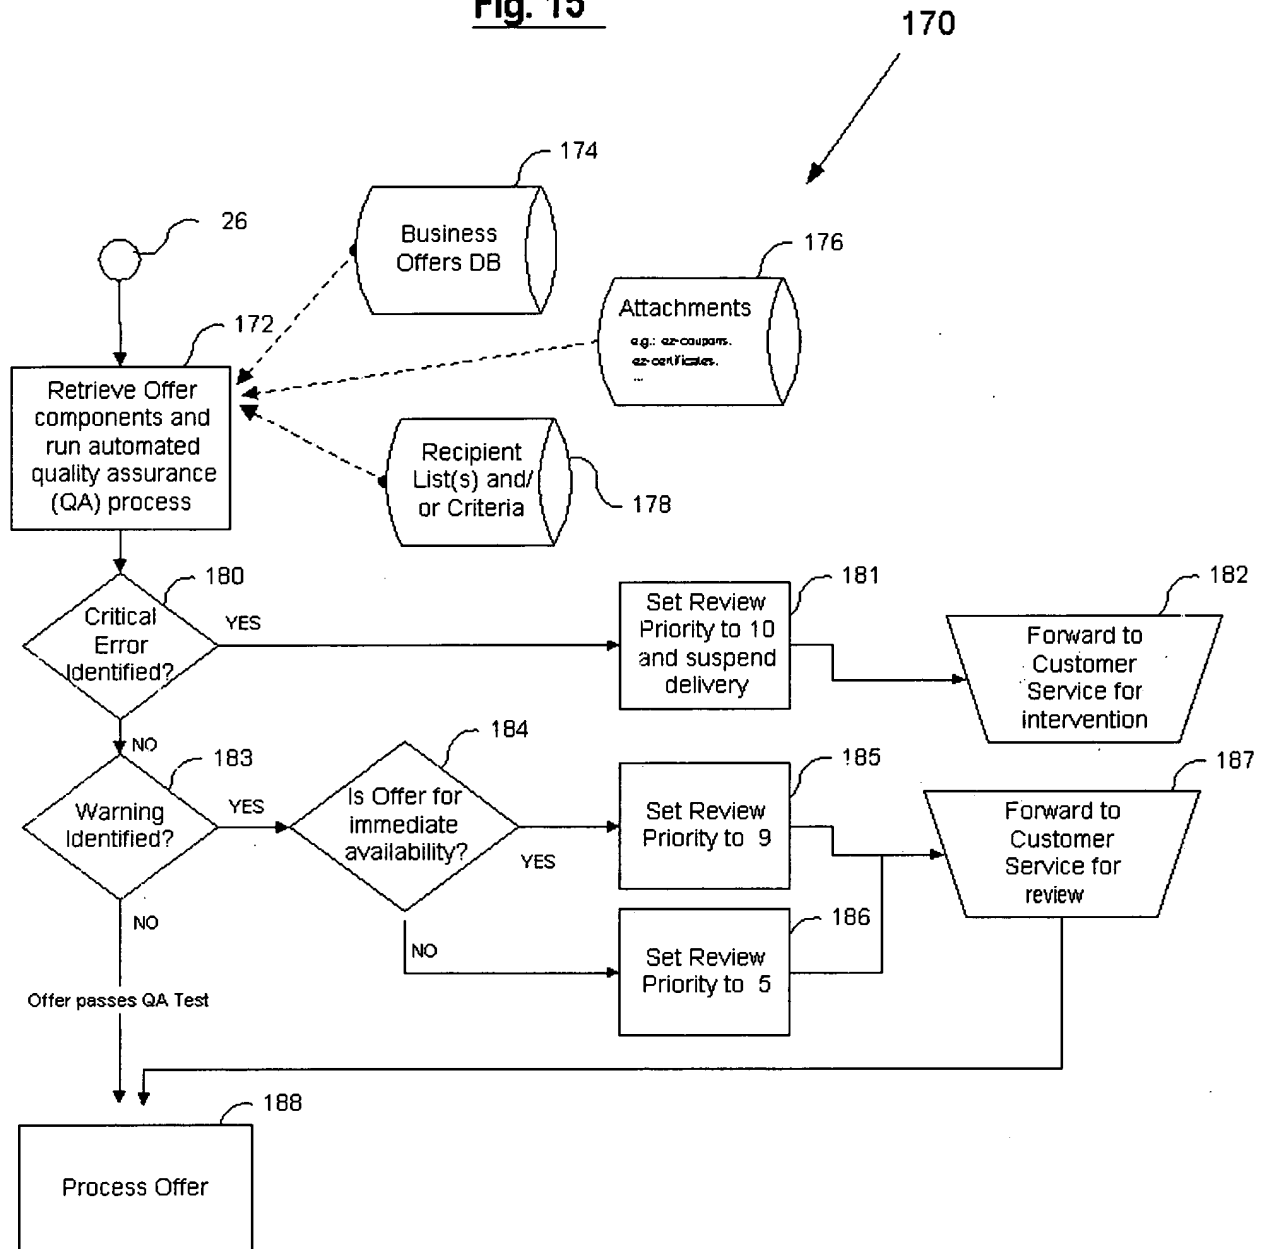 Fig. 15
170
174
Business
Offers DB
26
176
Attachments
e.g.: ez-coupons,
ez-certificates,
...
172
Retrieve Offer
components and
run automated
quality assurance
(QA) process
Recipient
List(s) and/
or Criteria
178
180
Critical
Error
Identified?
YES
181
Set Review
Priority to 10
and suspend
delivery
182
Forward to
Customer
Service for
intervention
NO
183
Warning
Identified?
YES
184
Is Offer for
immediate
availability?
YES
185
Set Review
Priority to 9
187
Forward to
Customer
Service for
review
NO
NO
186
Set Review
Priority to 5
Offer passes QA Test
188
Process Offer